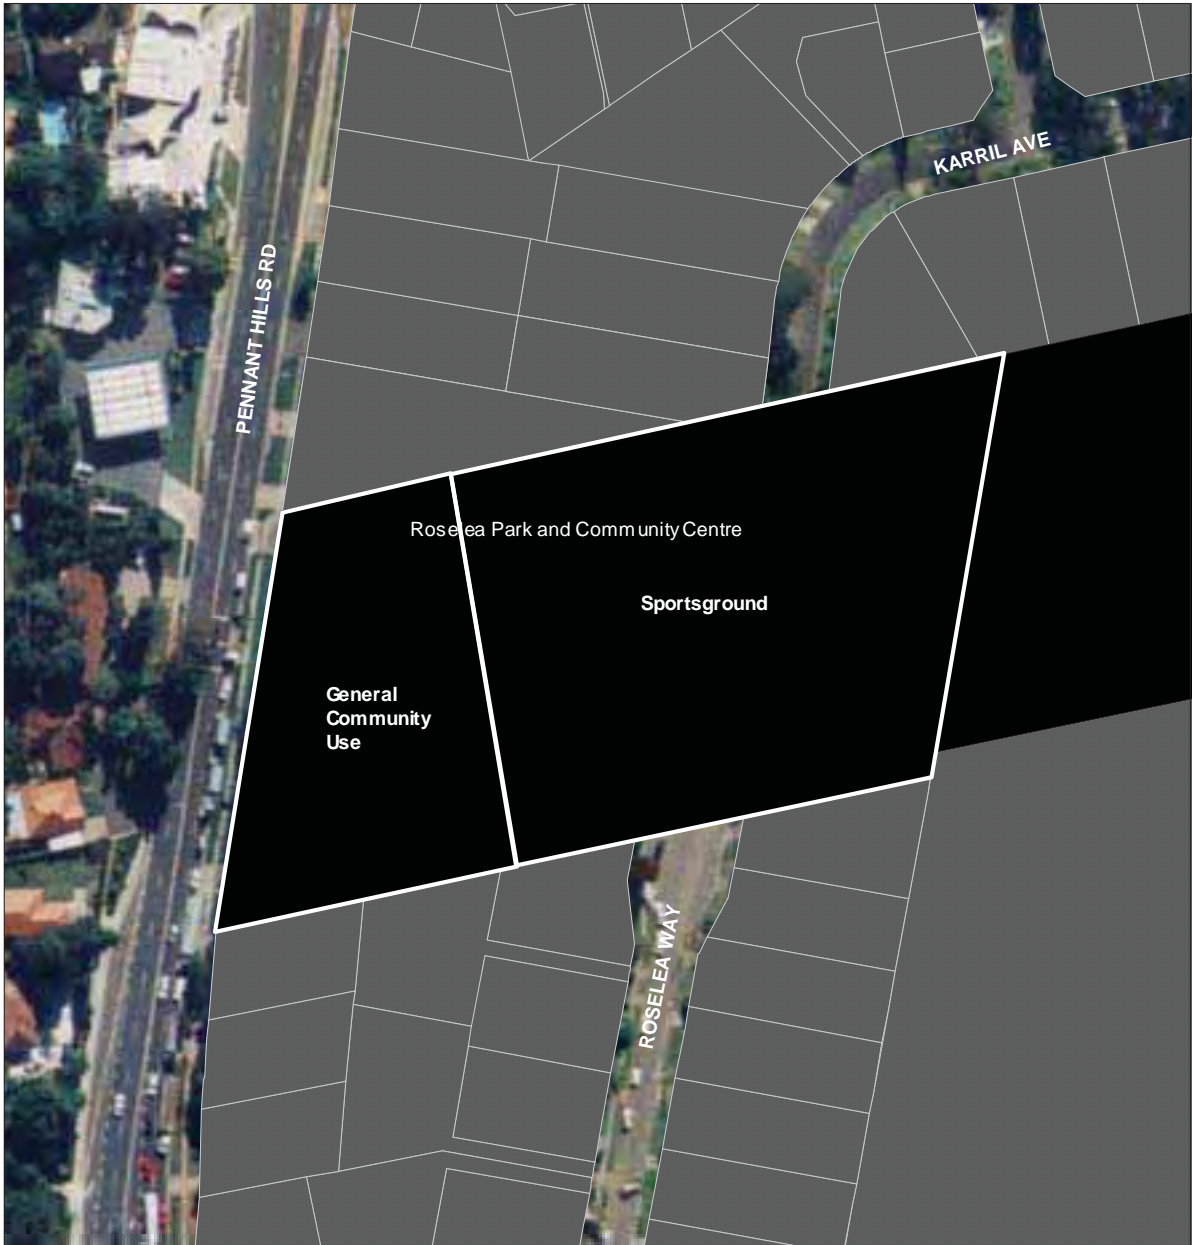 KARRIL AVE
PENNANT HILLS RD
Roselea Park and Community Centre
Sportsground
General
Community
Use
ROSELEA WAY